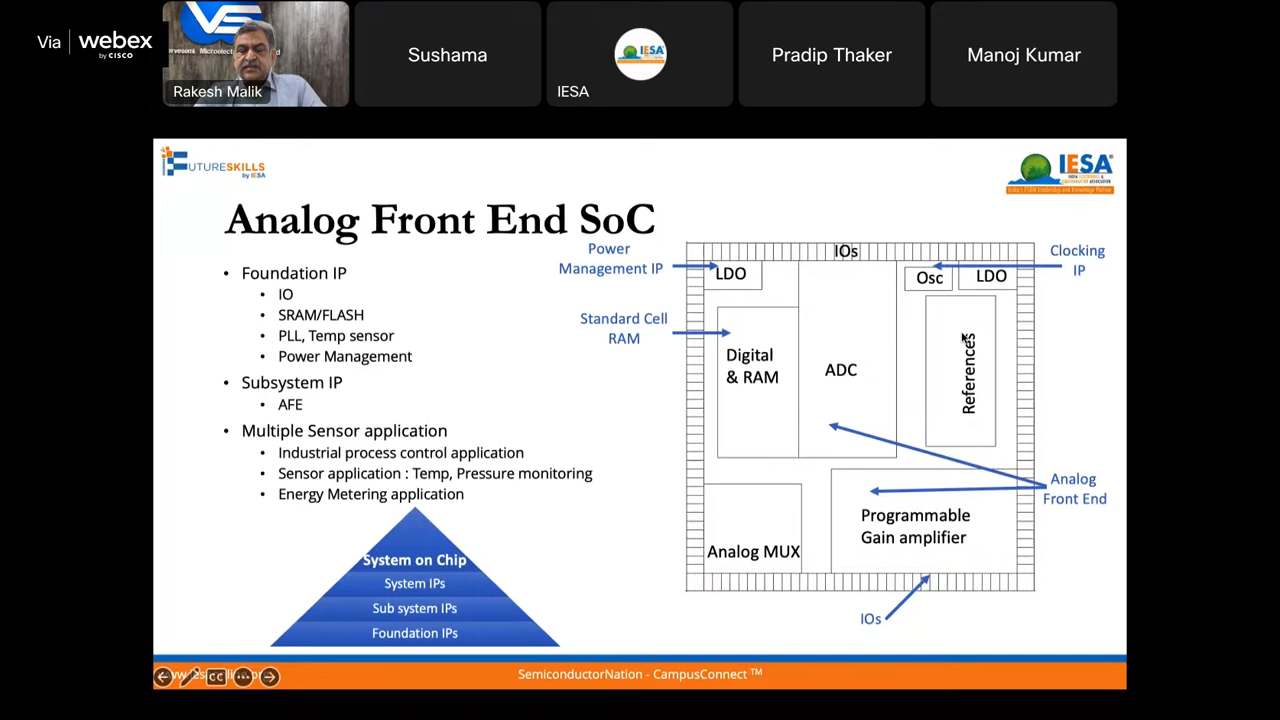 Via webex
by CISCO
Rakesh Malik
Sushama
IESA
IESA
Pradip Thaker
Manoj Kumar
FUTURESKILLS
by IESA
IESA
Analog Front End SoC
• Foundation IP
• IO
• SRAM/FLASH
• PLL, Temp sensor
• Power Management
• Subsystem IP
• AFE
• Multiple Sensor application
• Industrial process control application
• Sensor application : Temp, Pressure monitoring
• Energy Metering application
System on Chip
System IPs
Sub system IPs
Foundation IPs
Power
Management IP
Standard Cell
RAM
IOs
LDO
Osc
LDO
Clocking
IP
Digital
& RAM
ADC
References
Analog
Front End
Analog MUX
Programmable
Gain amplifier
IOs
CC
SemiconductorNation - CampusConnect ™